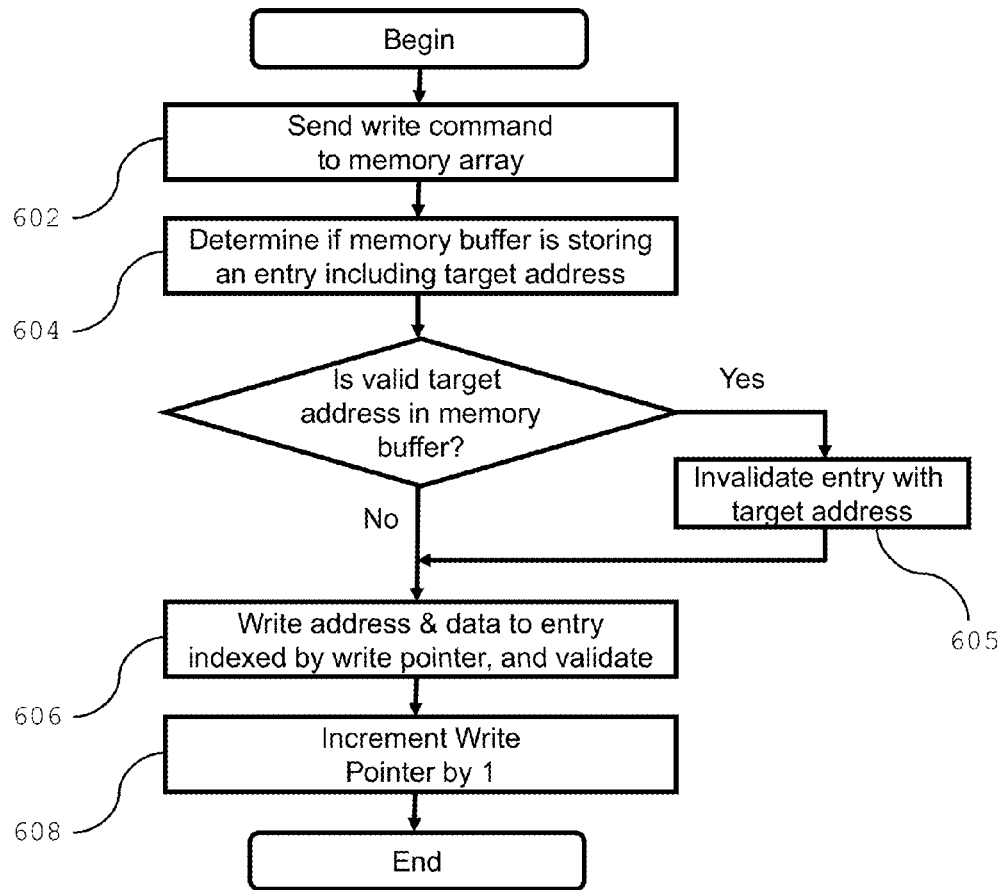 Begin
Send write command
to memory array
602
Determine if memory buffer is storing
an entry including target address
604
Is valid target
address in memory
buffer?
Yes
Invalidate entry with
target address
No
605
Write address & data to entry
indexed by write pointer, and validate
606
Increment Write
Pointer by 1
608
End